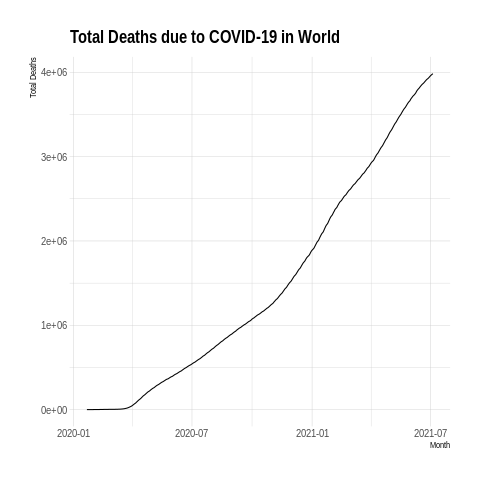 Total Deaths due to COVID-19 in World
Total Deaths
4e+06
3e+06
2e+06
1e+06
0e+00
2020-01 2020-07 2021-01 2021-07
Month